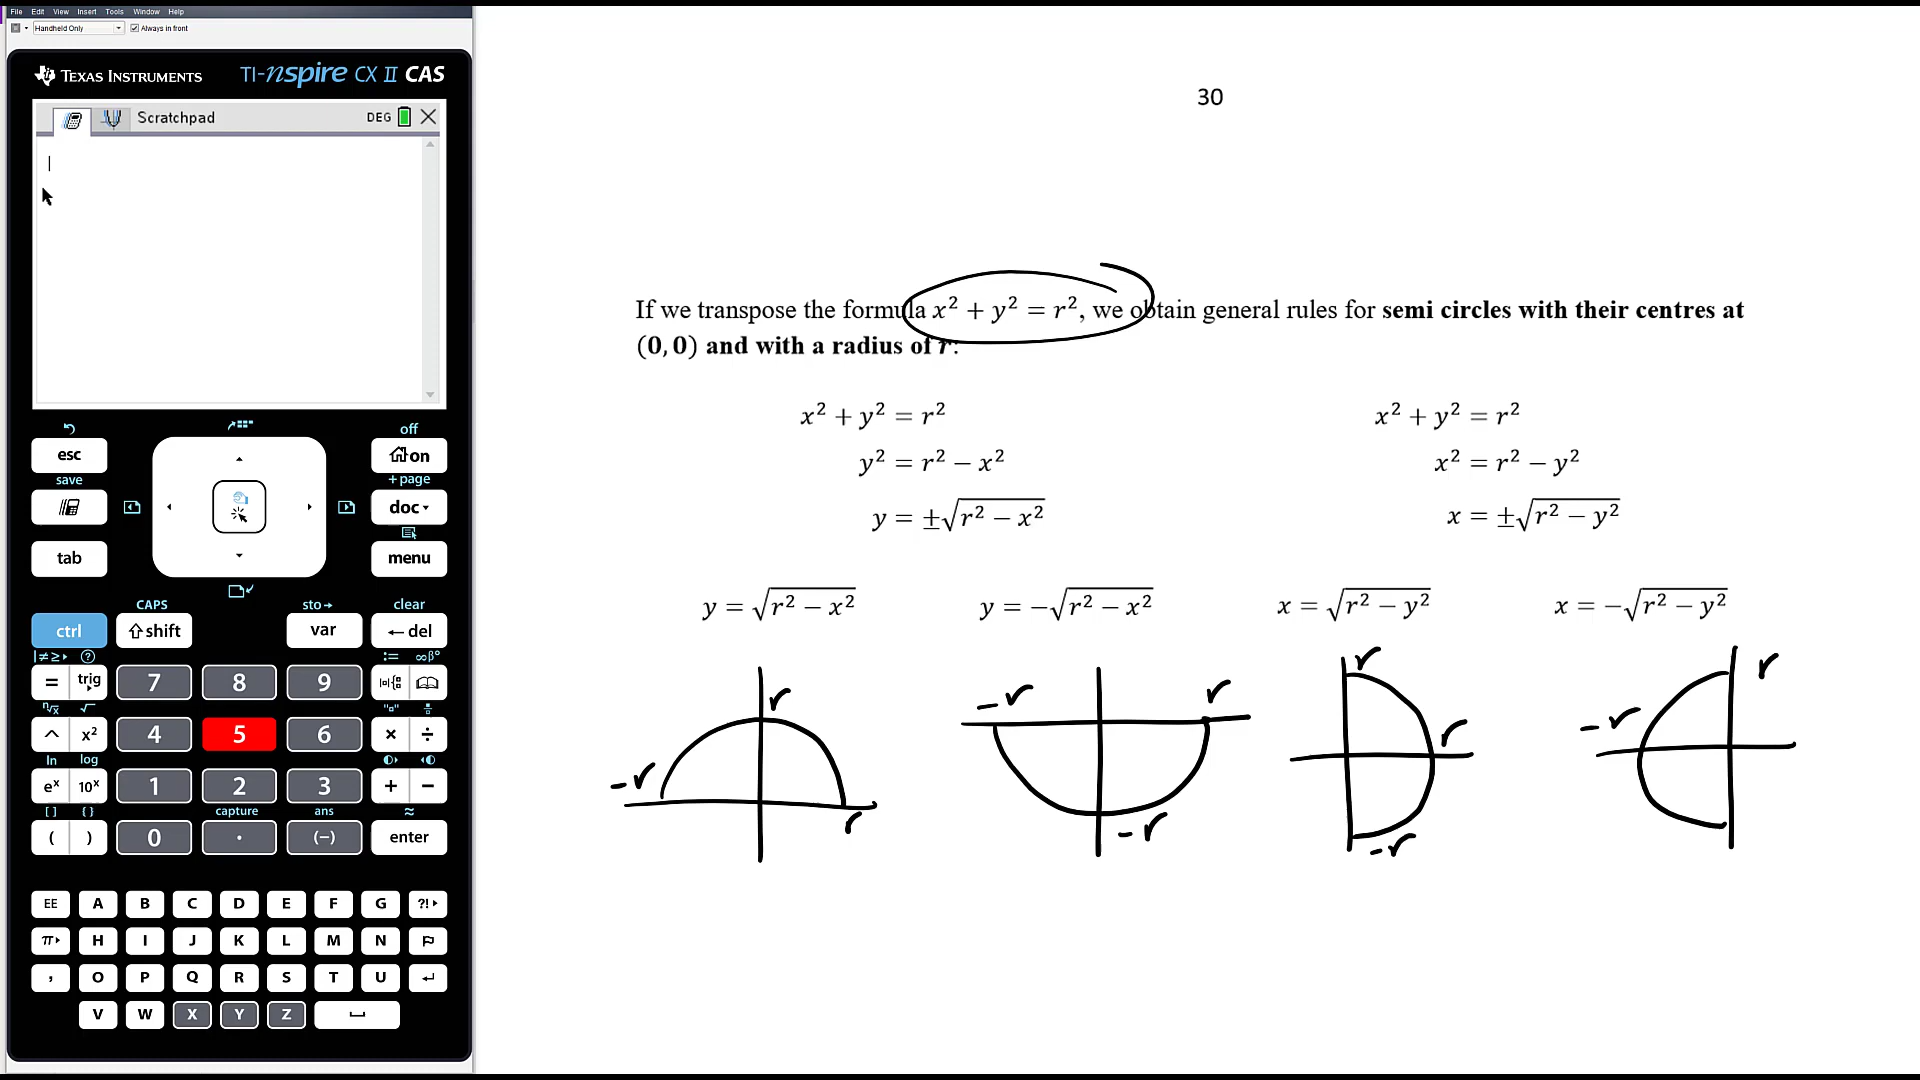 File Edit View Insert Tools Window Help
Handheld Only Always in front
TEXAS INSTRUMENTS TI-nspire CX II CAS
Scratchpad DEG
off
esc on
save + page
doc
tab menu
CAPS sto→ clear
ctrl ⇧shift var ←del
|≠≥▸ ? := ∞β°
= trig 7 8 9 |□|{
ⁿ√x √ "□"
^ x² 4 5 6 × ÷
ln log
eˣ 10ˣ 1 2 3 + −
[ ] { } capture ans ≈
( ) 0 . (−) enter
EE A B C D E F G ?!▸
π▸ H I J K L M N
, O P Q R S T U ↵
V W X Y Z
30
If we transpose the formula x² + y² = r², we obtain general rules for semi circles with their centres at
(0, 0) and with a radius of r:
x² + y² = r² x² + y² = r²
y² = r² − x² x² = r² − y²
y = ±√(r² − x²) x = ±√(r² − y²)
y = √(r² − x²) y = −√(r² − x²) x = √(r² − y²) x = −√(r² − y²)
r -r r
-r r -r
r r -r
r -r